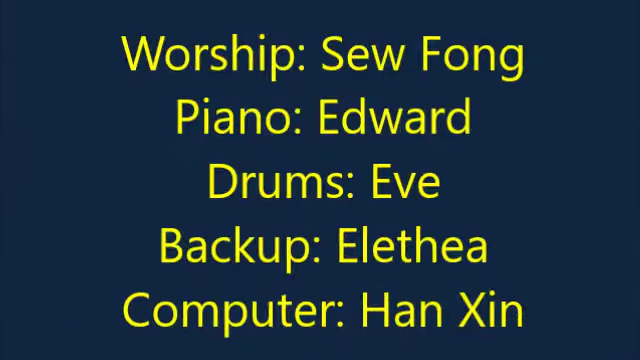 Worship: Sew Fong
Piano: Edward
Drums: Eve
Backup: Elethea
Computer: Han Xin